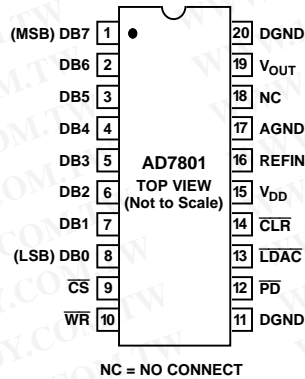 (MSB) DB7 1 20 DGND
DB6 2 19 VOUT
DB5 3 18 NC
DB4 4 17 AGND
DB3 5 AD7801 16 REFIN
DB2 6 TOP VIEW 15 VDD
DB1 7 (Not to Scale) 14 CLR
(LSB) DB0 8 13 LDAC
CS 9 12 PD
WR 10 11 DGND
NC = NO CONNECT